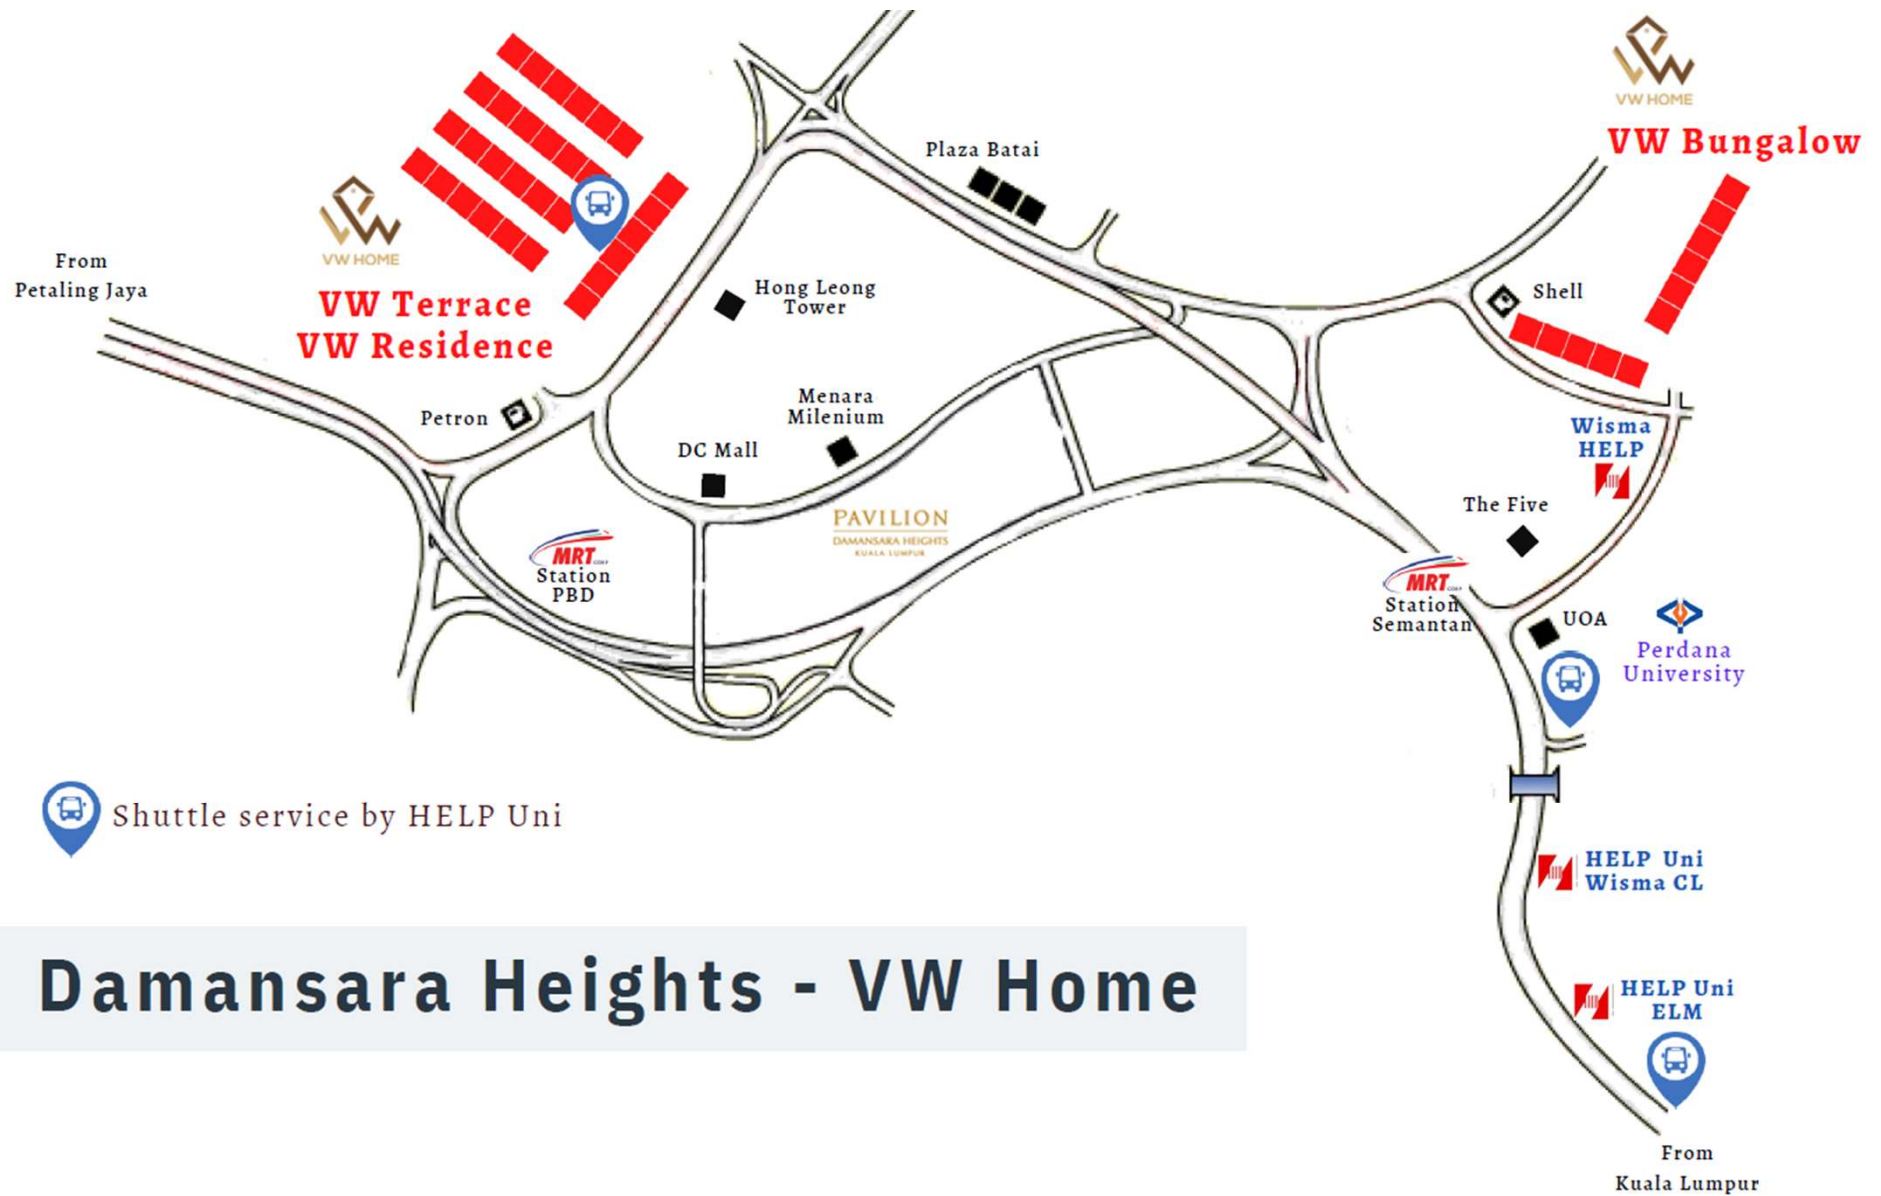 VW HOME
VW Bungalow
Plaza Batai
VW HOME
From
Petaling Jaya
VW Terrace
VW Residence
Hong Leong
Tower
Shell
Petron
Menara
Milenium
DC Mall
Wisma
HELP
PAVILION
DAMANSARA HEIGHTS
KUALA LUMPUR
The Five
MRT CORP
Station
PBD
MRT CORP
Station
Semantan
UOA
Perdana
University
Shuttle service by HELP Uni
HELP Uni
Wisma CL
Damansara Heights - VW Home
HELP Uni
ELM
From
Kuala Lumpur